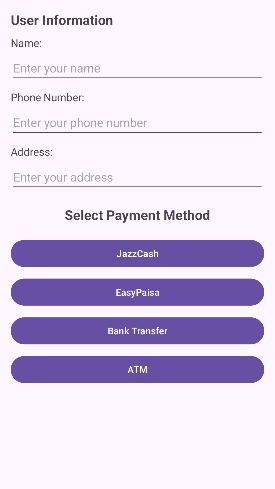 User Information
Name:
Enter your name
Phone Number:
Enter your phone number
Address:
Enter your address
Select Payment Method
JazzCash
EasyPaisa
Bank Transfer
ATM